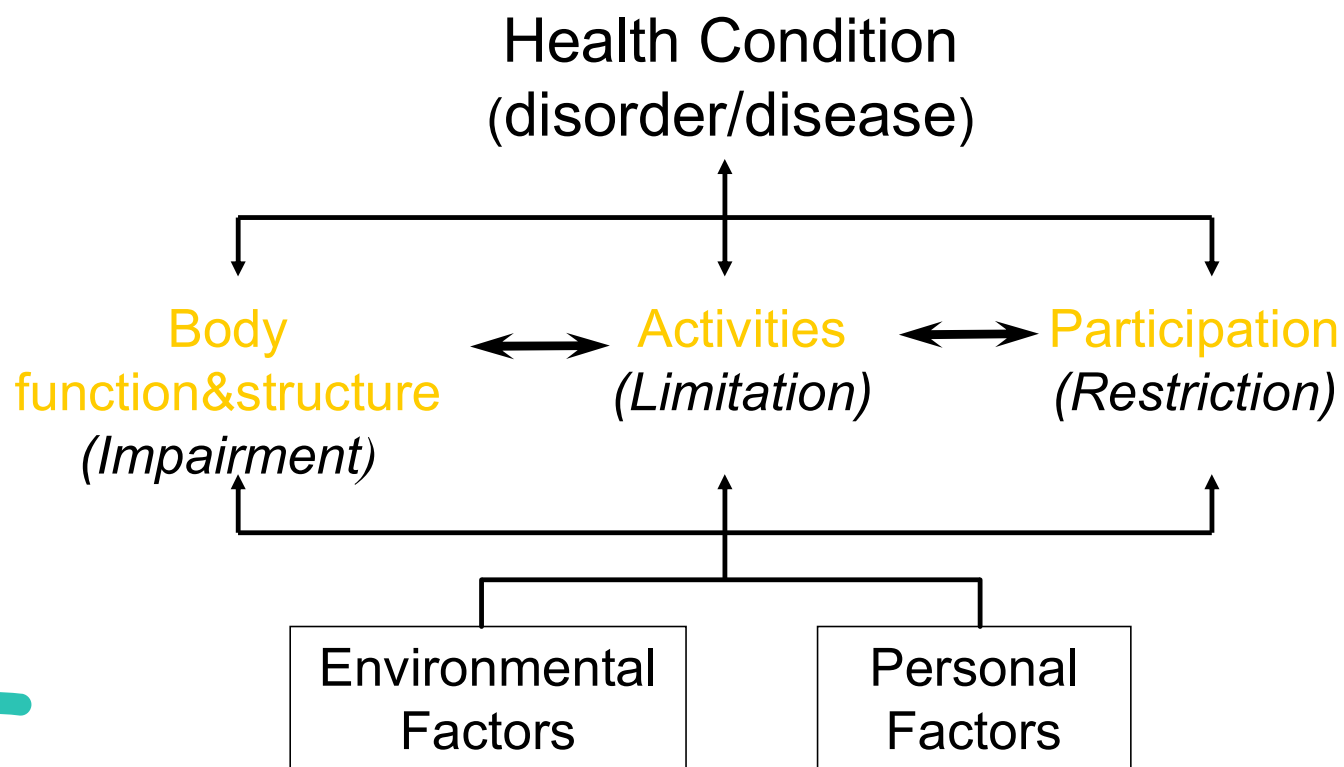 Health Condition
(disorder/disease)
Body
function&structure
(Impairment)
Activities
(Limitation)
Participation
(Restriction)
Environmental
Factors
Personal
Factors